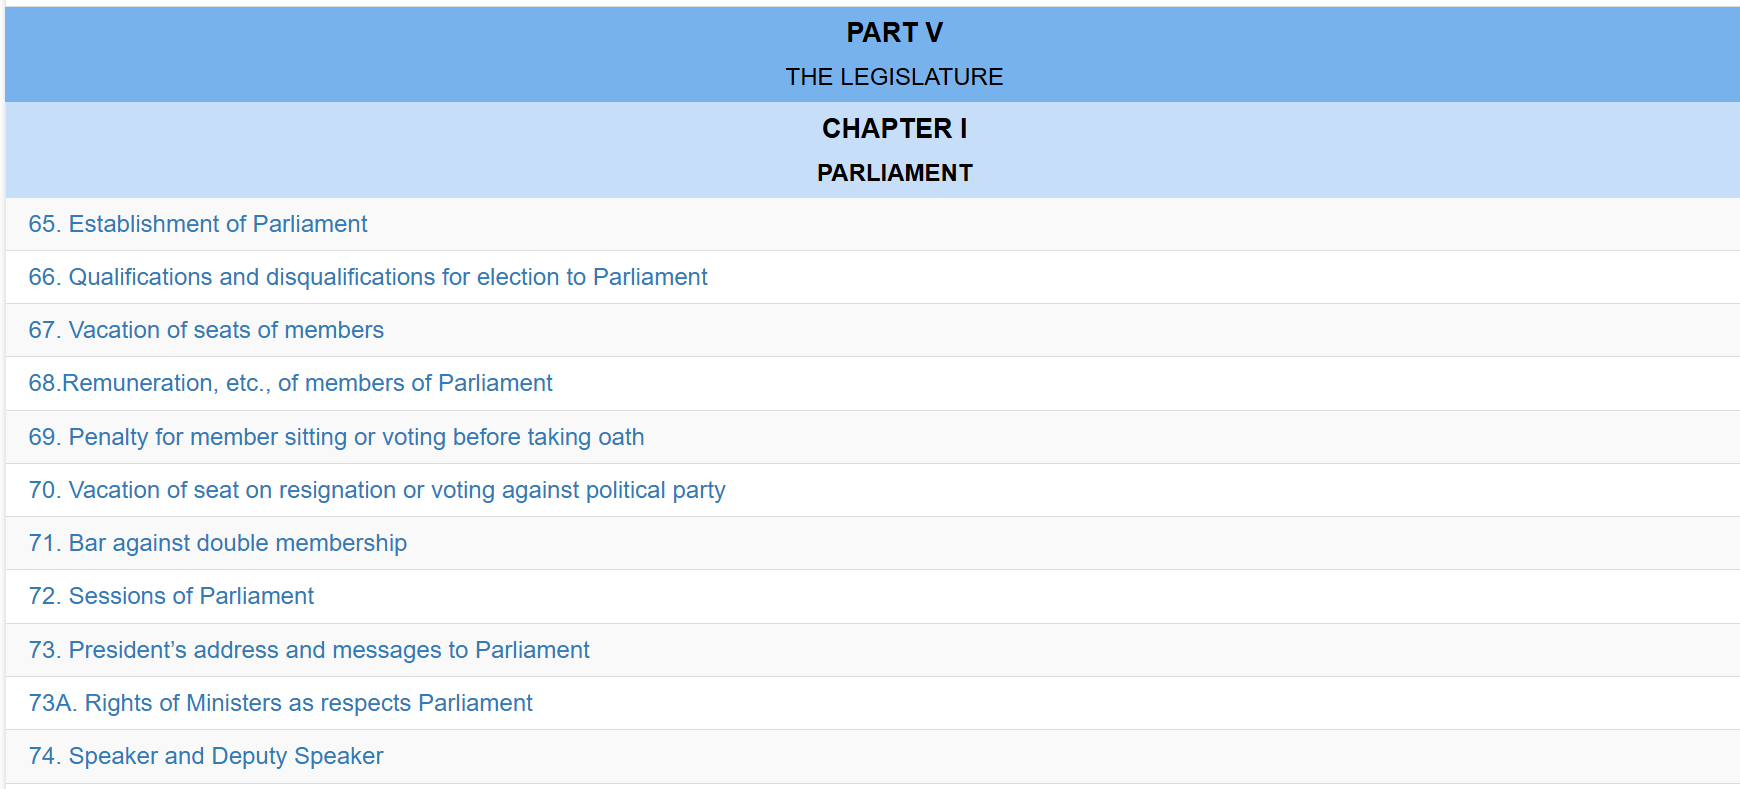 PART V
THE LEGISLATURE
CHAPTER I
PARLIAMENT
65. Establishment of Parliament
66. Qualifications and disqualifications for election to Parliament
67. Vacation of seats of members
68.Remuneration, etc., of members of Parliament
69. Penalty for member sitting or voting before taking oath
70. Vacation of seat on resignation or voting against political party
71. Bar against double membership
72. Sessions of Parliament
73. President’s address and messages to Parliament
73A. Rights of Ministers as respects Parliament
74. Speaker and Deputy Speaker